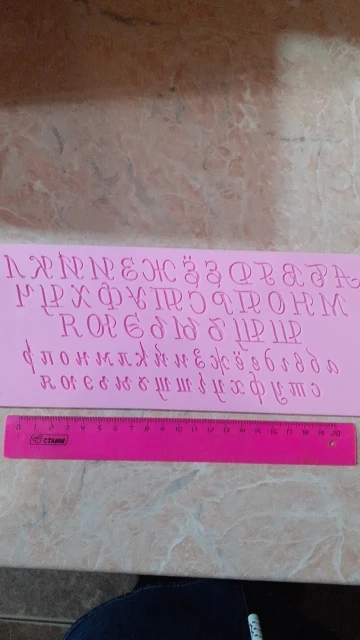 А Б В Г Д Е Ё Ж З И Й К Л
М Н О П Р С Т У Ф Х Ц Ч
Ш Щ Ъ Ы Ь Э Ю Я
а б в г д е ё ж з и й к л м н о п р
с т у ф х ц ч ш щ ъ ы ь э ю я
0 1 2 3 4 5 6 7 8 9 10 11 12 13 14 15 16 17 18 19 20
СТАММ